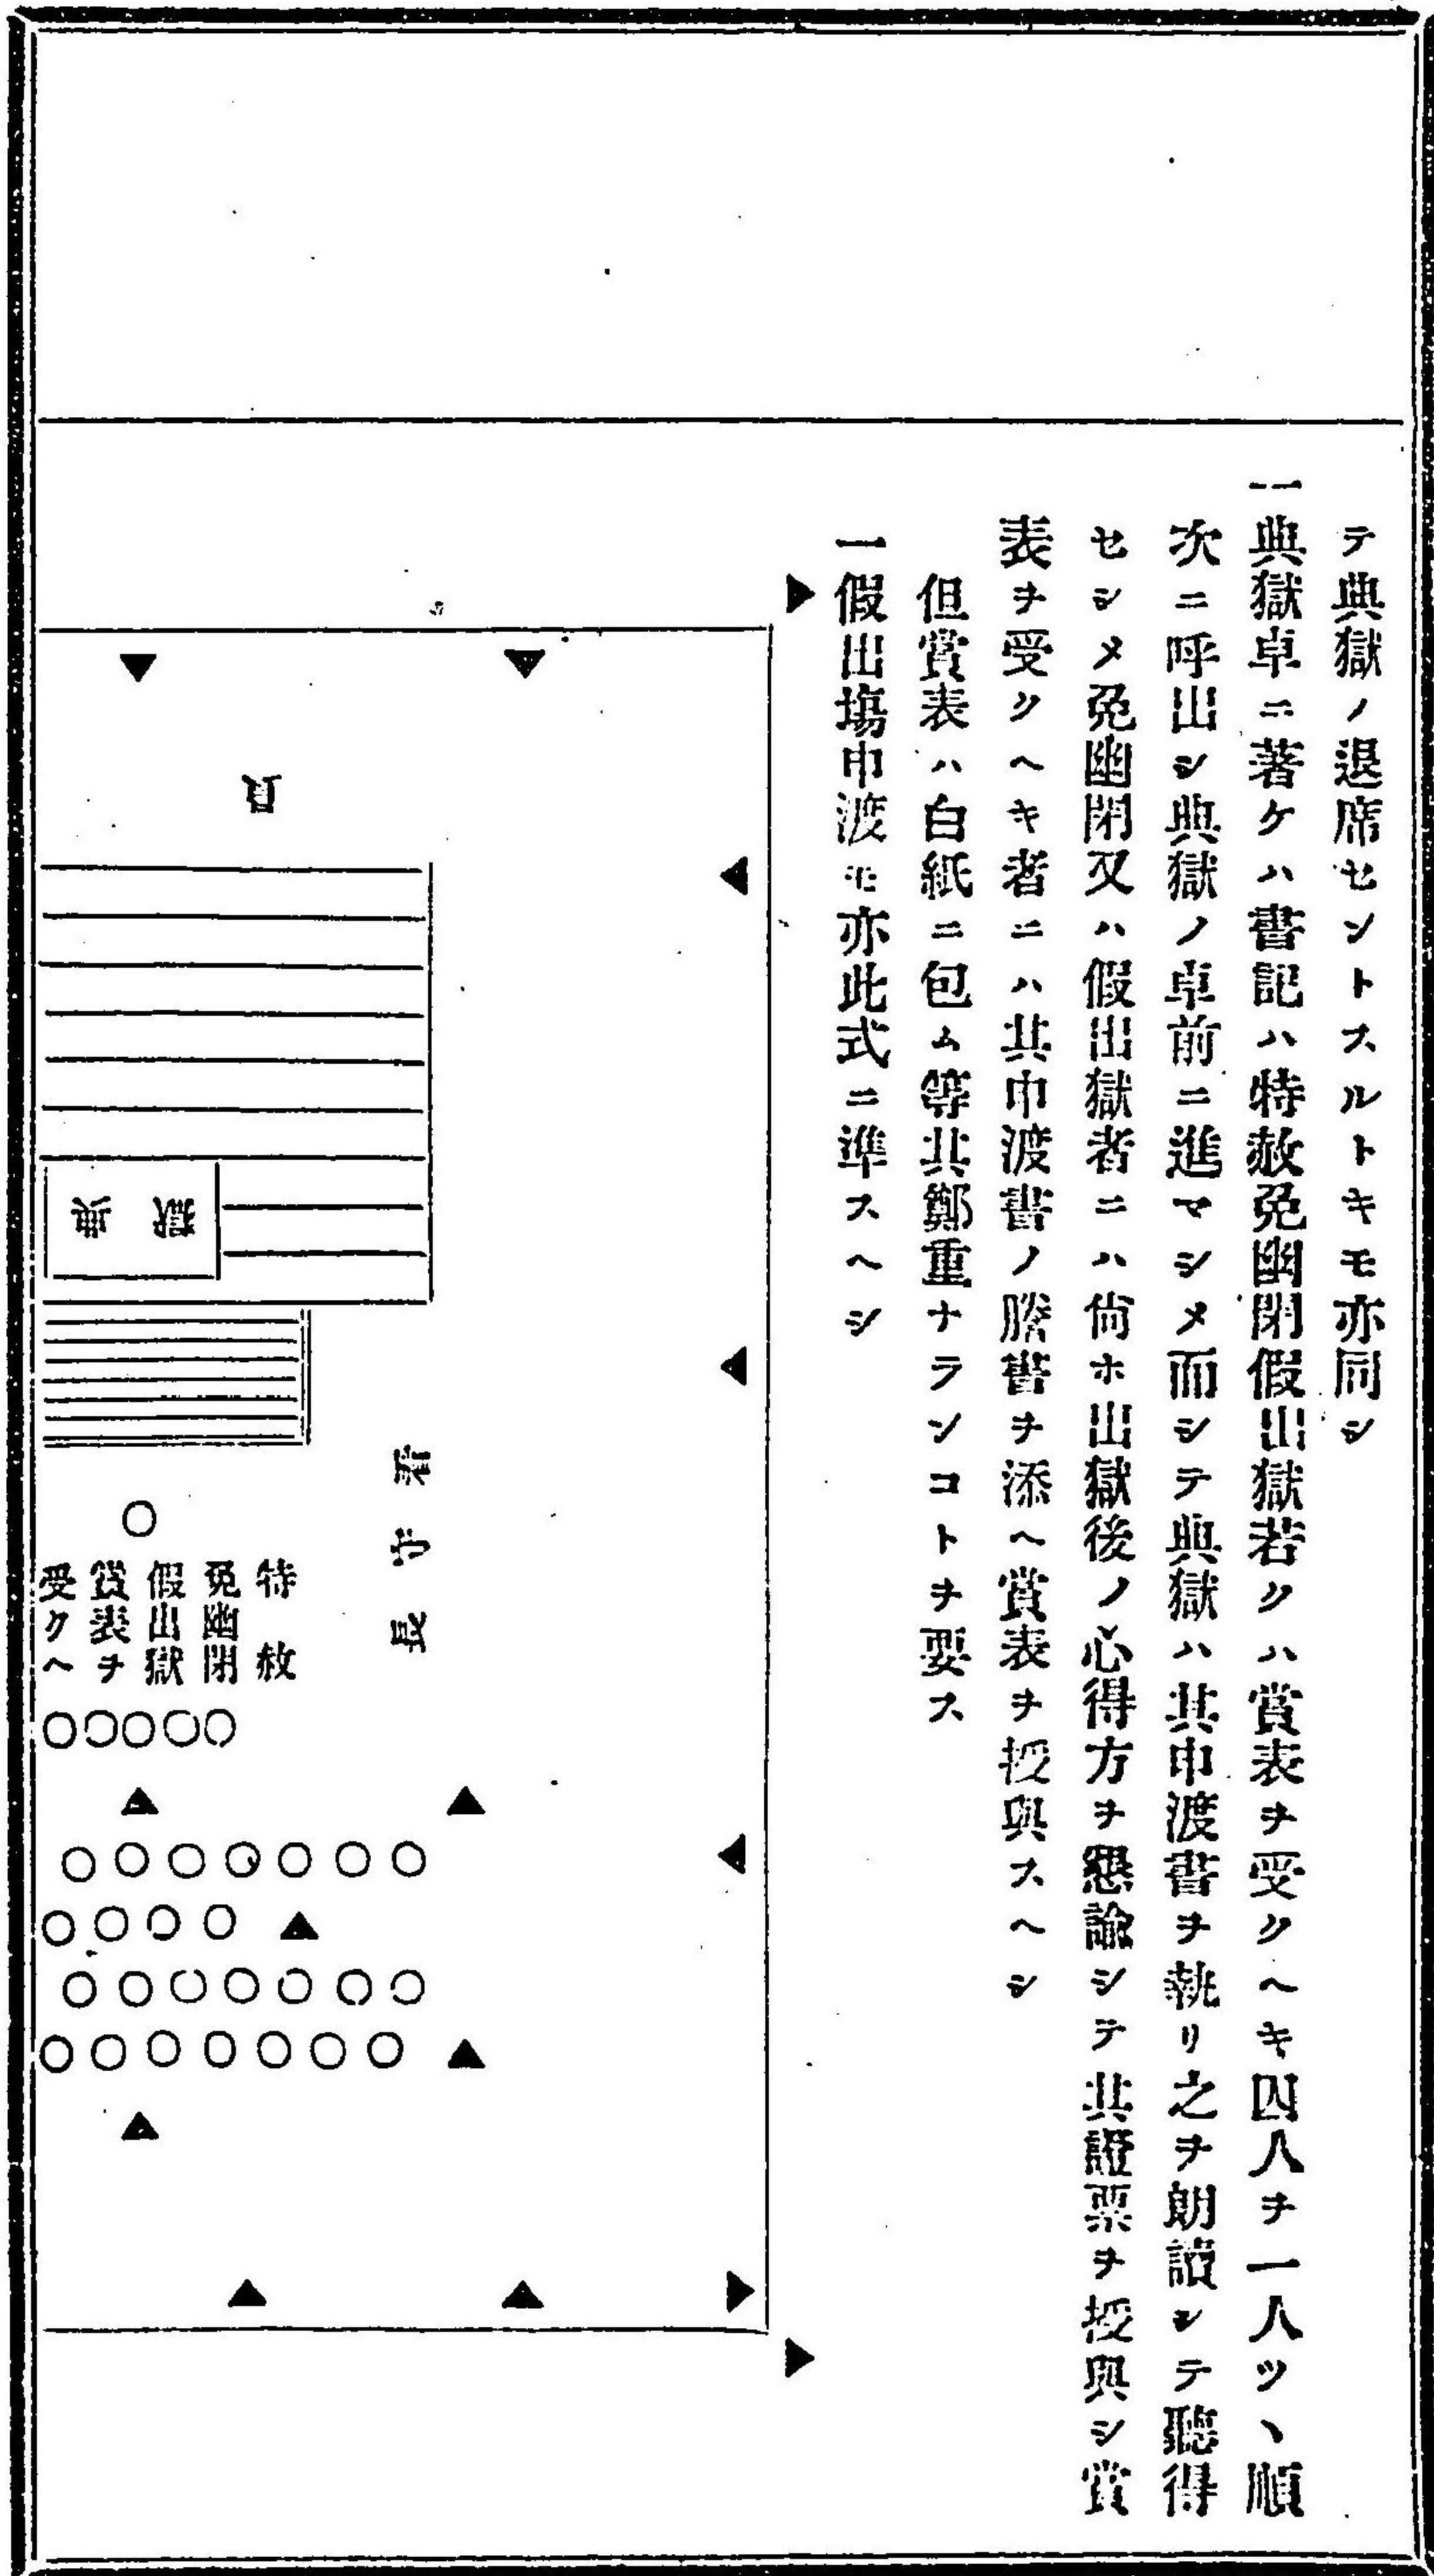 テ典獄ノ退席セントスルトキモ亦同シ
一典獄卓ニ著ケハ書記ハ特赦免幽閉假出獄若クハ賞表ヲ受クヘキ囚人ヲ一人ツヽ順
次ニ呼出シ典獄ノ卓前ニ進マシメ而シテ典獄ハ其申渡書ヲ執リ之ヲ朗讀シテ聽得
セシメ免幽閉又ハ假出獄者ニハ尙ホ出獄後ノ心得方ヲ懇諭シテ其證票ヲ授與シ賞
表ヲ受クヘキ者ニハ其申渡書ノ謄書ヲ添ヘ賞表ヲ授與スヘシ
但賞表ハ白紙ニ包ム等其鄭重ナランコトヲ要ス
一假出場申渡モ亦此式ニ準スヘシ
員
典獄
看守長
特赦
免幽閉
假出獄
賞表ヲ
受クヘ